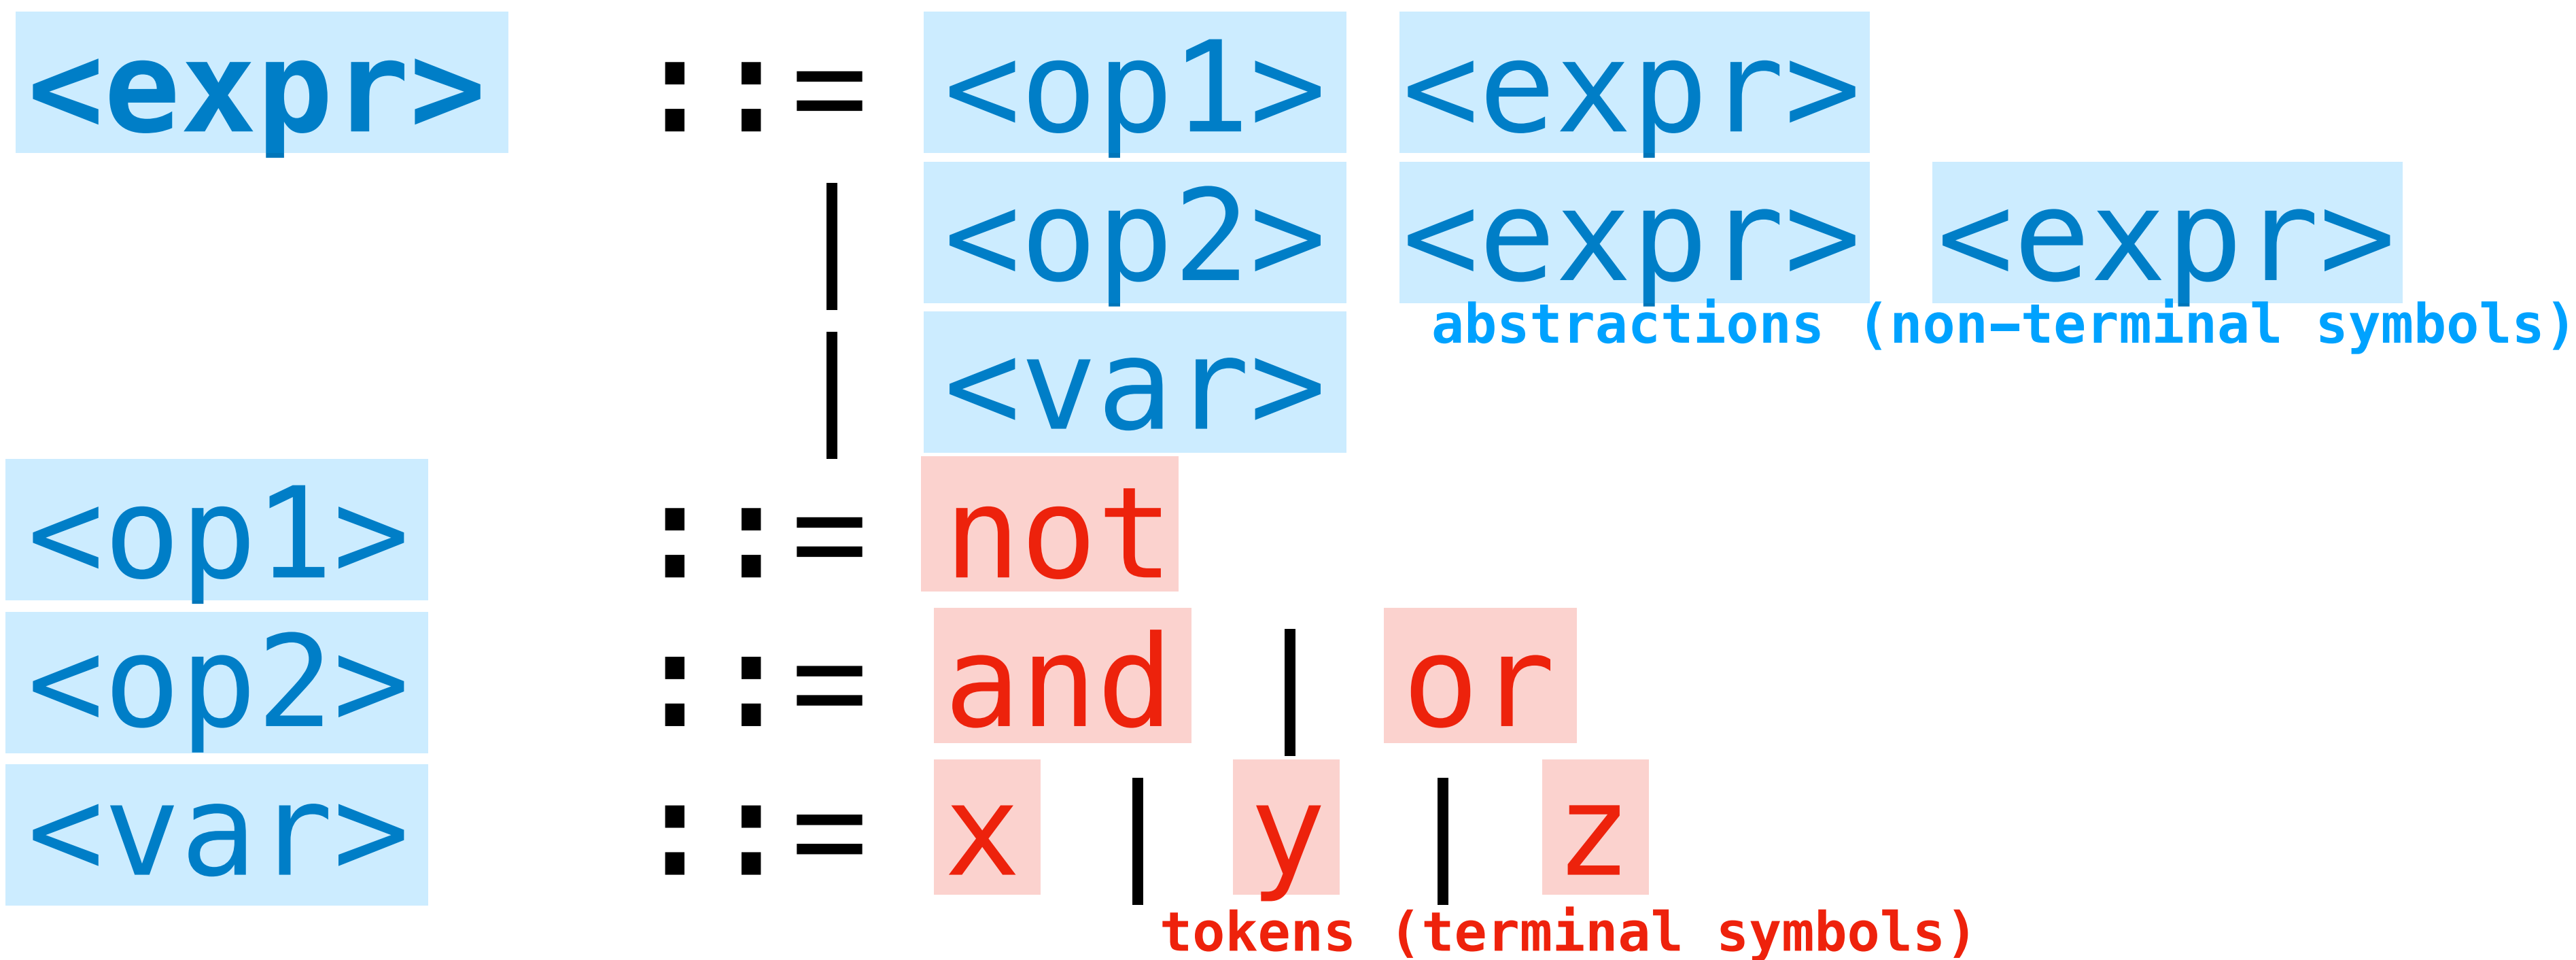 <expr> ::= <op1> <expr>
| <op2> <expr> <expr>
abstractions (non-terminal symbols)
| <var>
<op1> ::= not
<op2> ::= and | or
<var> ::= x | y | z
tokens (terminal symbols)